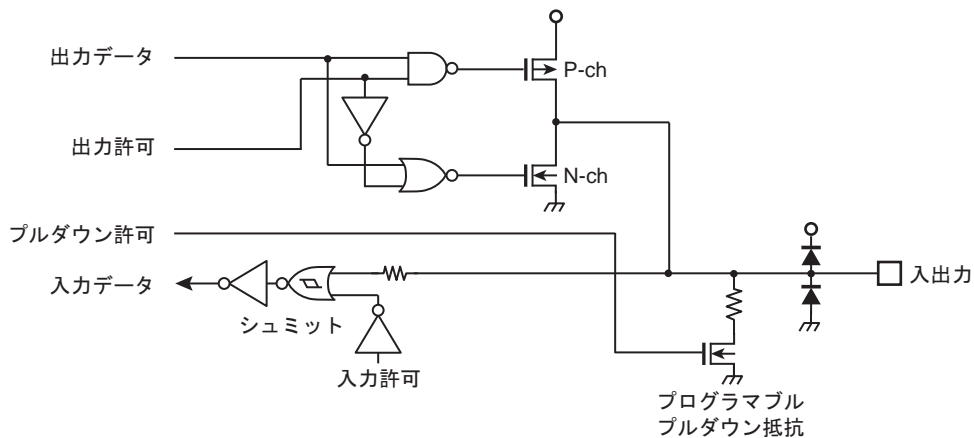 出力データ
P-ch
出力許可
N-ch
プルダウン許可
入力データ
入出力
シュミット
入力許可
プログラマブル
プルダウン抵抗